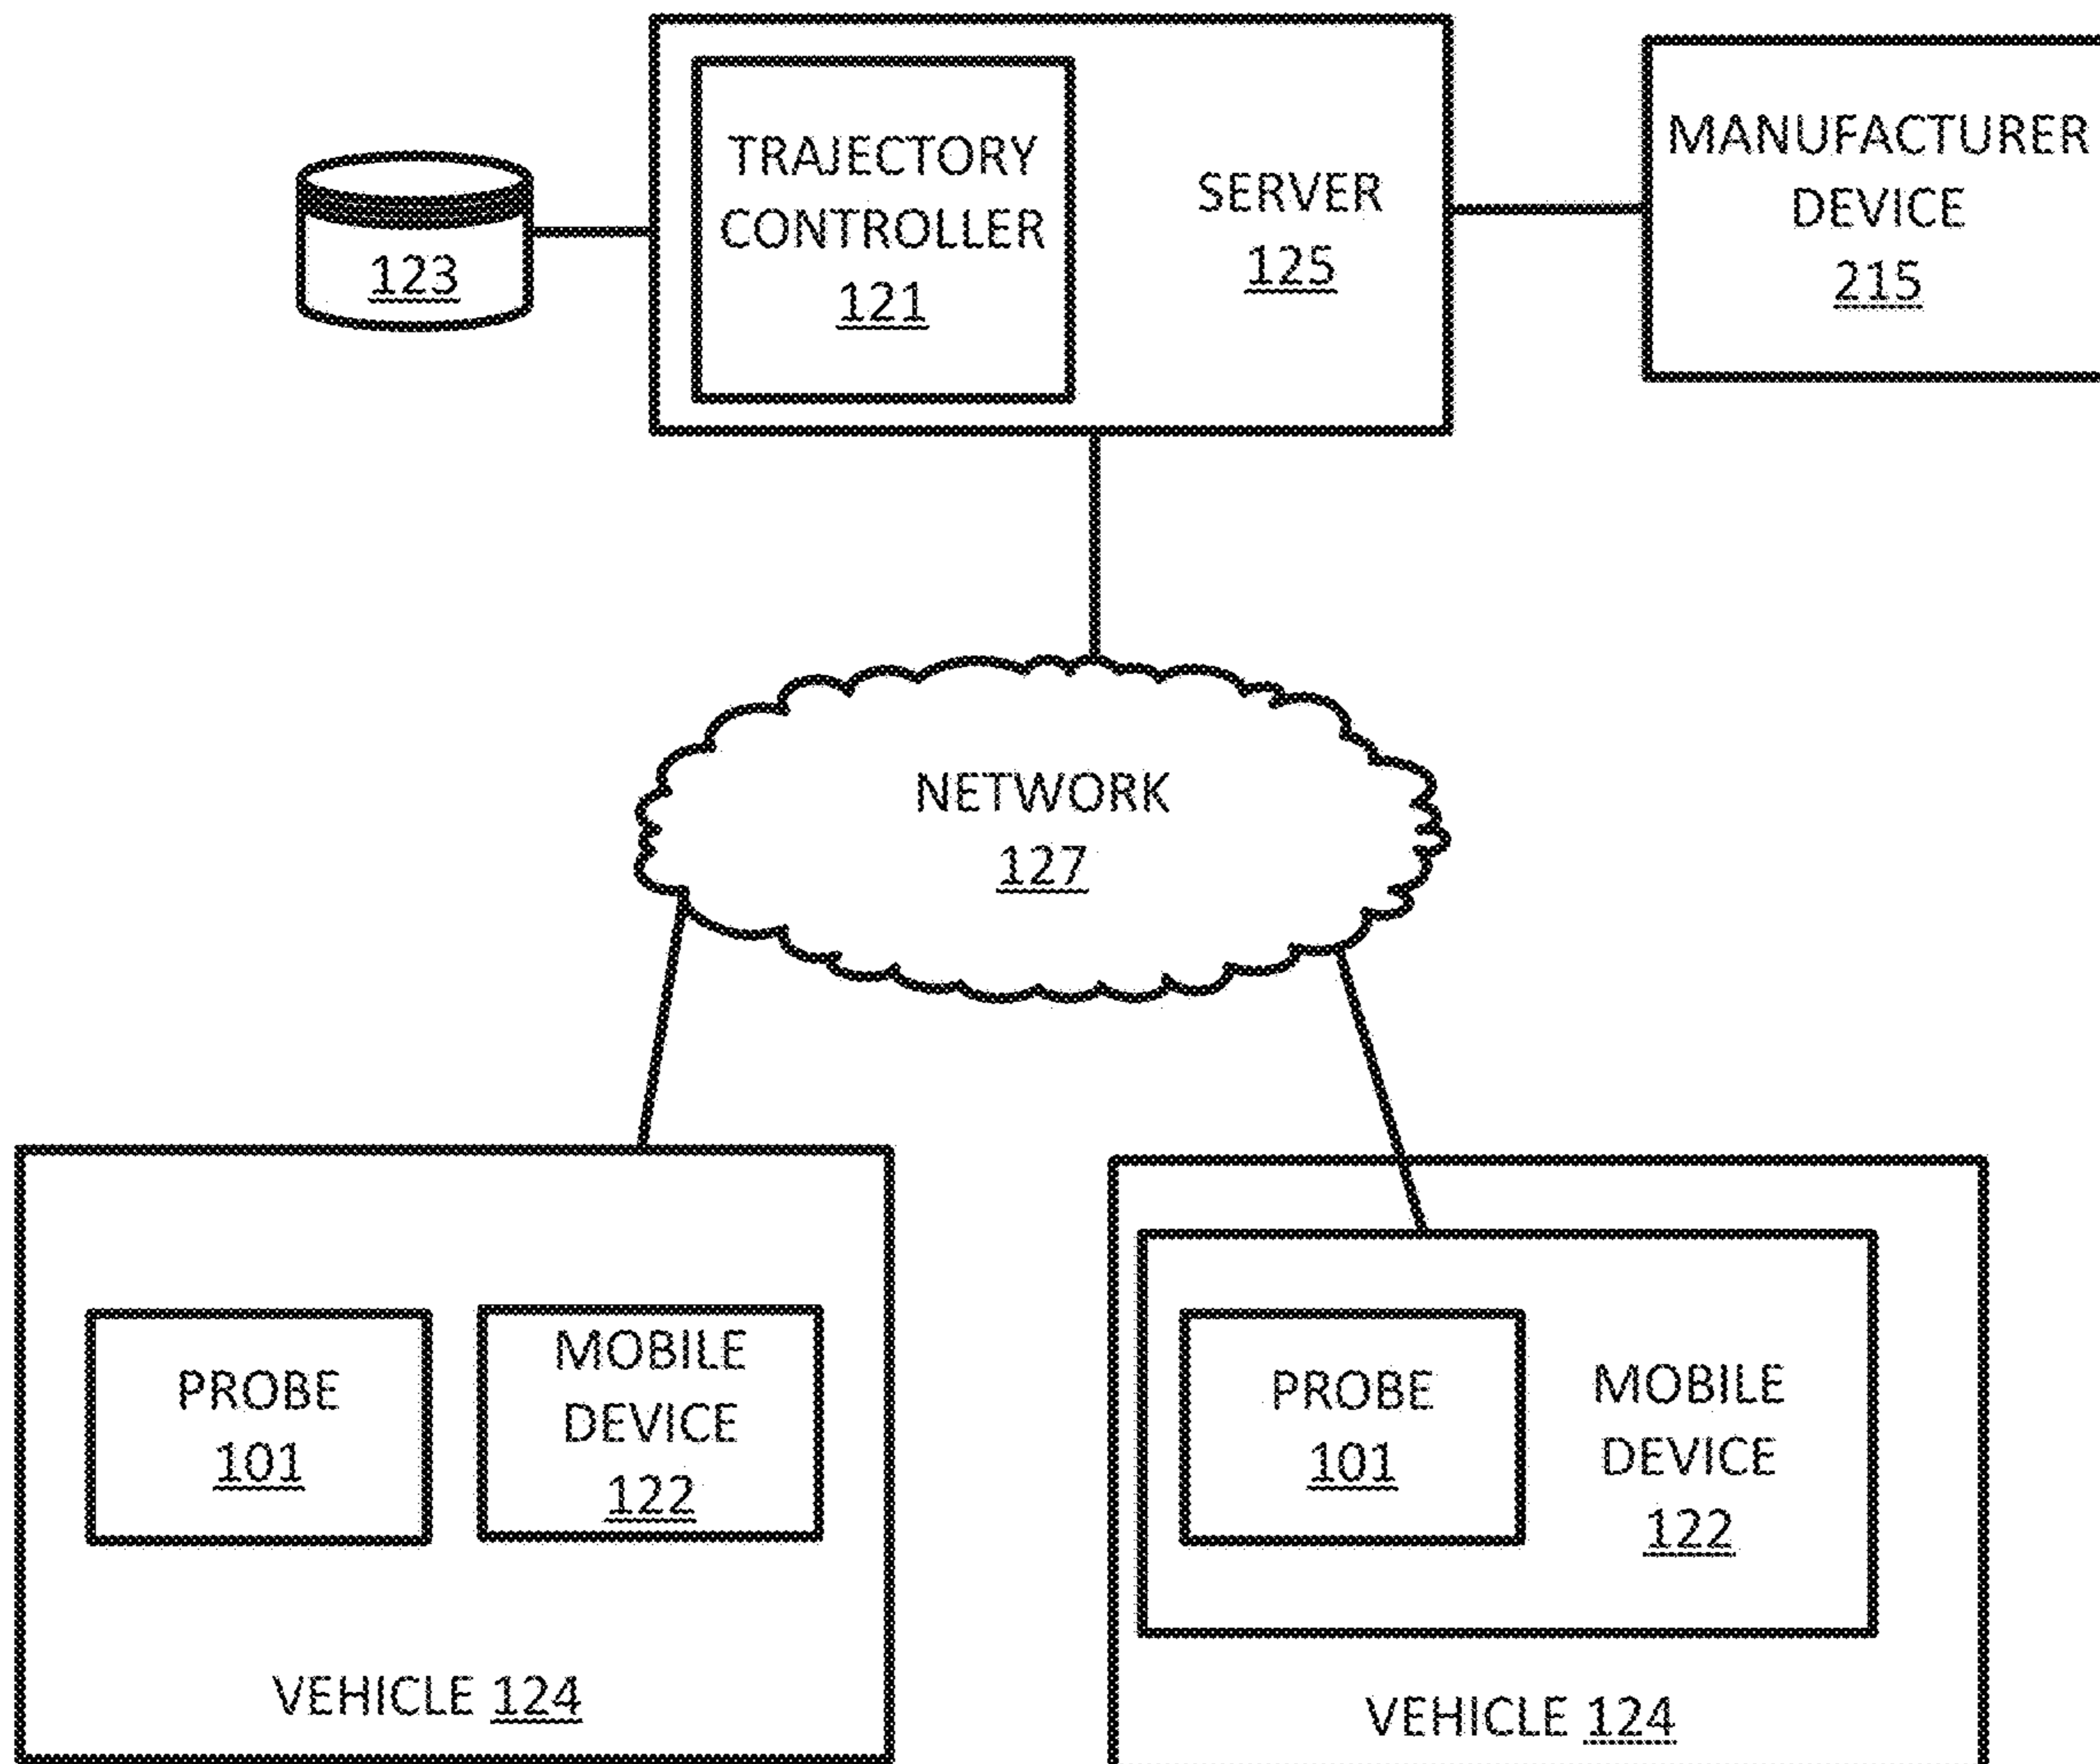 TRAJECTORY
CONTROLLER
121
SERVER
125
MANUFACTURER
DEVICE
215
123
NETWORK
127
PROBE
101
MOBILE
DEVICE
122
VEHICLE 124
PROBE
101
MOBILE
DEVICE
122
VEHICLE 124